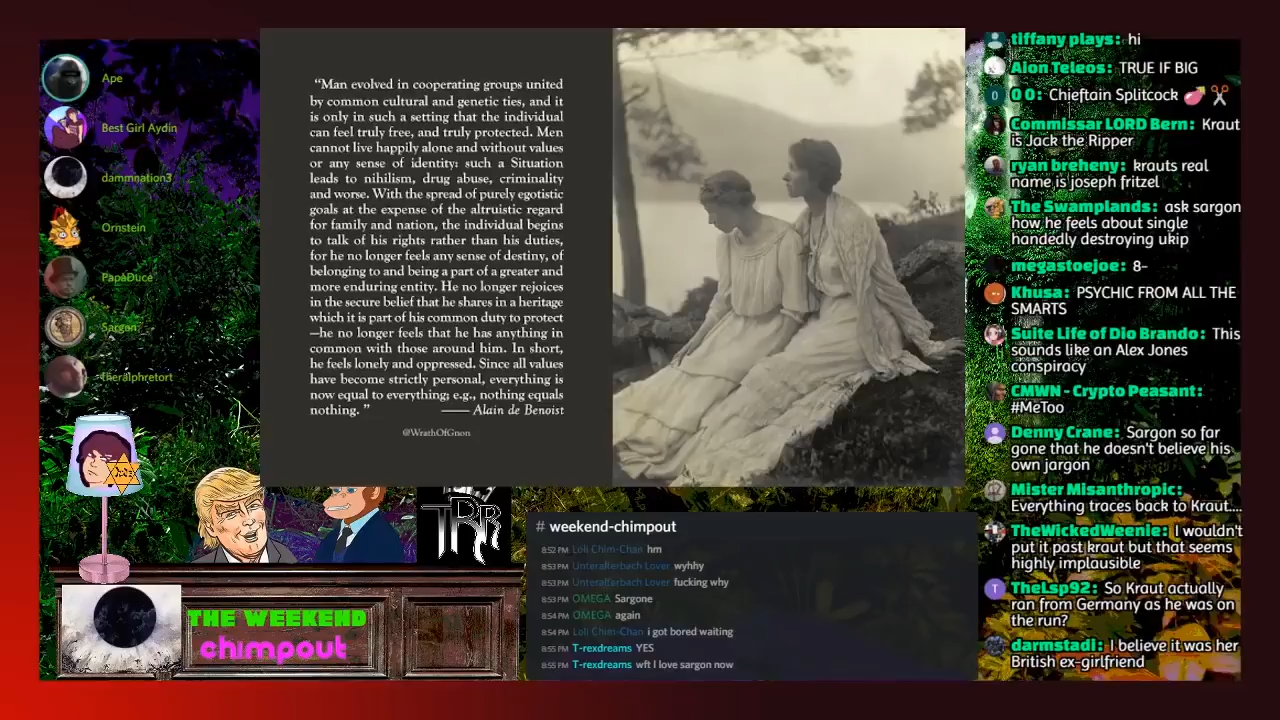 Ape
Best Girl Aydin
dammnation3
Ornstein
PapaDuce
Sargon
Theralphretort
“Man evolved in cooperating groups united
by common cultural and genetic ties, and it
is only in such a setting that the individual
can feel truly free, and truly protected. Men
cannot live happily alone and without values
or any sense of identity: such a Situation
leads to nihilism, drug abuse, criminality
and worse. With the spread of purely egotistic
goals at the expense of the altruistic regard
for family and nation, the individual begins
to talk of his rights rather than his duties,
for he no longer feels any sense of destiny, of
belonging to and being a part of a greater and
more enduring entity. He no longer rejoices
in the secure belief that he shares in a heritage
which it is part of his common duty to protect
—he no longer feels that he has anything in
common with those around him. In short,
he feels lonely and oppressed. Since all values
have become strictly personal, everything is
now equal to everything; e.g., nothing equals
nothing. ” —— Alain de Benoist
@WrathOfGnon
TRR
THE WEEKEND
chimpout
# weekend-chimpout
8:52 PM Loli Chim-Chan hm
8:53 PM Unteralterbach Lover wyhhy
8:53 PM Unteralterbach Lover fucking why
8:53 PM OMEGA Sargone
8:54 PM OMEGA again
8:54 PM Loli Chim-Chan i got bored waiting
8:55 PM T-rexdreams YES
8:55 PM T-rexdreams wft I love sargon now
tiffany plays: hi
Aion Teleos: TRUE IF BIG
0 0: Chieftain Splitcock 🍆 ✂️
Commissar LORD Bern: Kraut
is Jack the Ripper
ryan breheny: krauts real
name is joseph fritzel
The Swamplands: ask sargon
how he feels about single
handedly destroying ukip
megastoejoe: 8-
Khusa: PSYCHIC FROM ALL THE
SMARTS
Suite Life of Dio Brando: This
sounds like an Alex Jones
conspiracy
CMWN - Crypto Peasant:
#MeToo
Denny Crane: Sargon so far
gone that he doesn't believe his
own jargon
Mister Misanthropic:
Everything traces back to Kraut....
TheWickedWeenie: I wouldn't
put it past kraut but that seems
highly implausible
TheLsp92: So Kraut actually
ran from Germany as he was on
the run?
darmstadi: I believe it was her
British ex-girlfriend